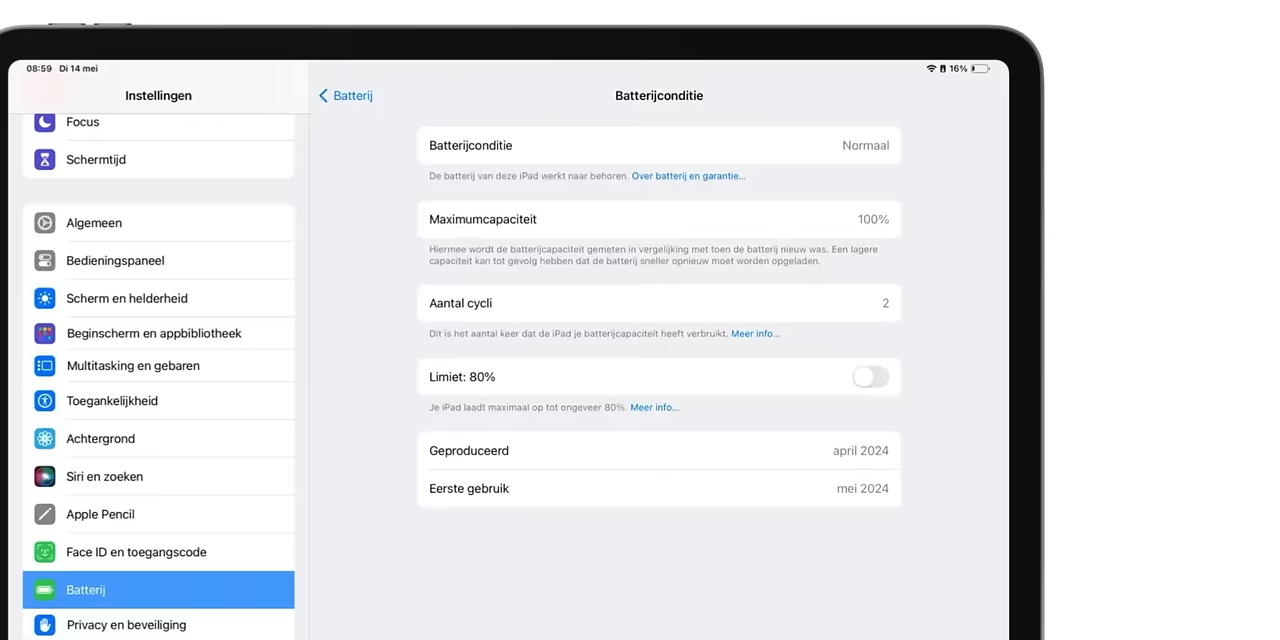 08:59 Di 14 mei
16%
Instellingen
Batterij
Batterijconditie
Focus
Schermtijd
Algemeen
Bedieningspaneel
Scherm en helderheid
Beginscherm en appbibliotheek
Multitasking en gebaren
Toegankelijkheid
Achtergrond
Siri en zoeken
Apple Pencil
Face ID en toegangscode
Batterij
Privacy en beveiliging
Batterijconditie Normaal
De batterij van deze iPad werkt naar behoren. Over batterij en garantie...
Maximumcapaciteit 100%
Hiermee wordt de batterijcapaciteit gemeten in vergelijking met toen de batterij nieuw was. Een lagere
capaciteit kan tot gevolg hebben dat de batterij sneller opnieuw moet worden opgeladen.
Aantal cycli 2
Dit is het aantal keer dat de iPad je batterijcapaciteit heeft verbruikt. Meer info...
Limiet: 80%
Je iPad laadt maximaal op tot ongeveer 80%. Meer info...
Geproduceerd april 2024
Eerste gebruik mei 2024